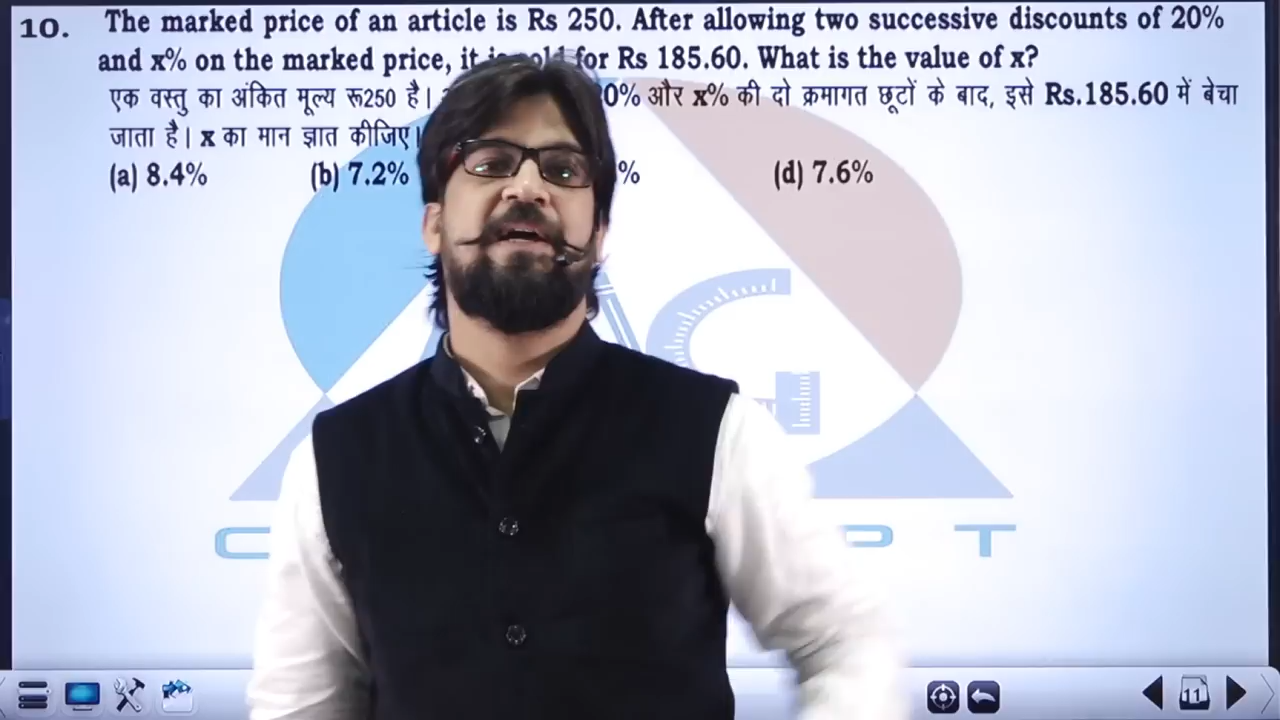 10. The marked price of an article is Rs 250. After allowing two successive discounts of 20%
and x% on the marked price, it for Rs 185.60. What is the value of x?
एक वस्तु का अंकित मूल्य रू250 है। 0% और x% की दो क्रमागत छूटों के बाद, इसे Rs.185.60 में बेचा
जाता है। x का मान ज्ञात कीजिए।
(a) 8.4% (b) 7.2% % (d) 7.6%
C PT
11